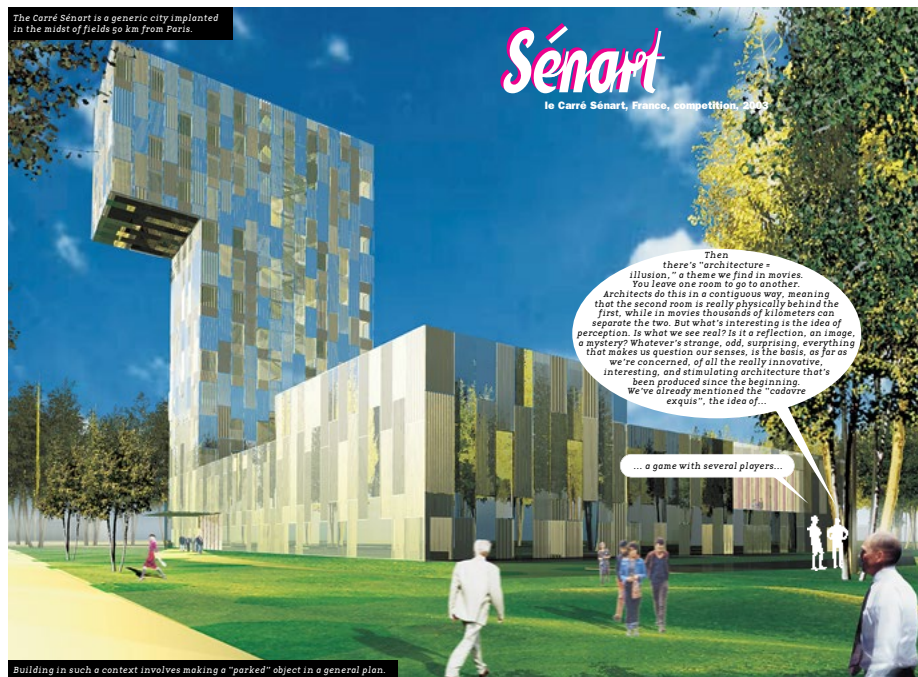 The Carré Sénart is a generic city implanted
in the midst of fields 50 km from Paris.
Sénart
le Carré Sénart, France, competition. 2003
Then
there's "architecture =
illusion," a theme we find in movies.
You leave one room to go to another.
Architects do this in a contiguous way, meaning
that the second room is really physically behind the
first, while in movies thousands of kilometers can
separate the two. But what's interesting is the idea of
perception. Is what we see real? Is it a reflection, an image,
a mystery? Whatever's strange, odd, surprising, everything
that makes us question our senses, is the basis, as far as
we're concerned, of all the really innovative,
interesting, and stimulating architecture that's
been produced since the beginning.
We've already mentioned the "cadavre
exquis", the idea of...
... a game with several players...
Building in such a context involves making a "parked" object in a general plan.